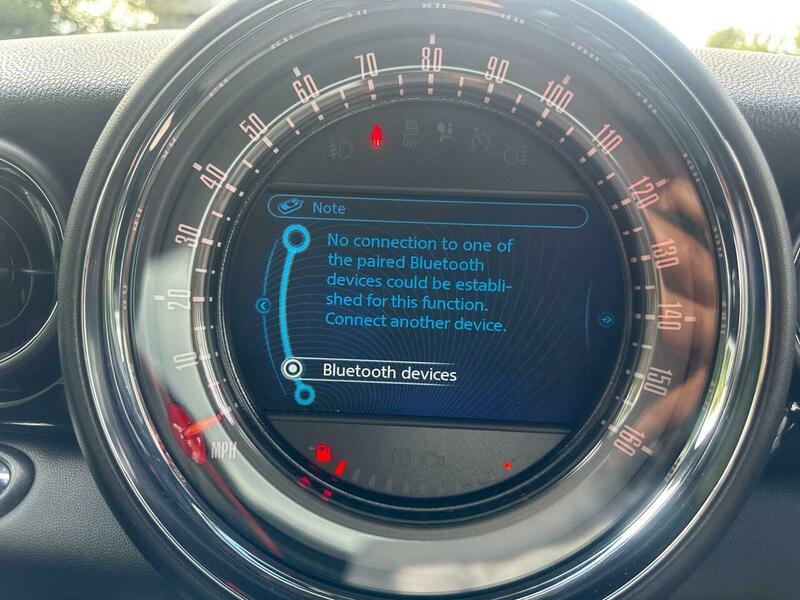 80
70
90
60
100
50
110
OFF
40
120
Note
30
No connection to one of
the paired Bluetooth
130
devices could be establi-
20
shed for this function.
140
Connect another device.
10
Bluetooth devices
150
MPH
160